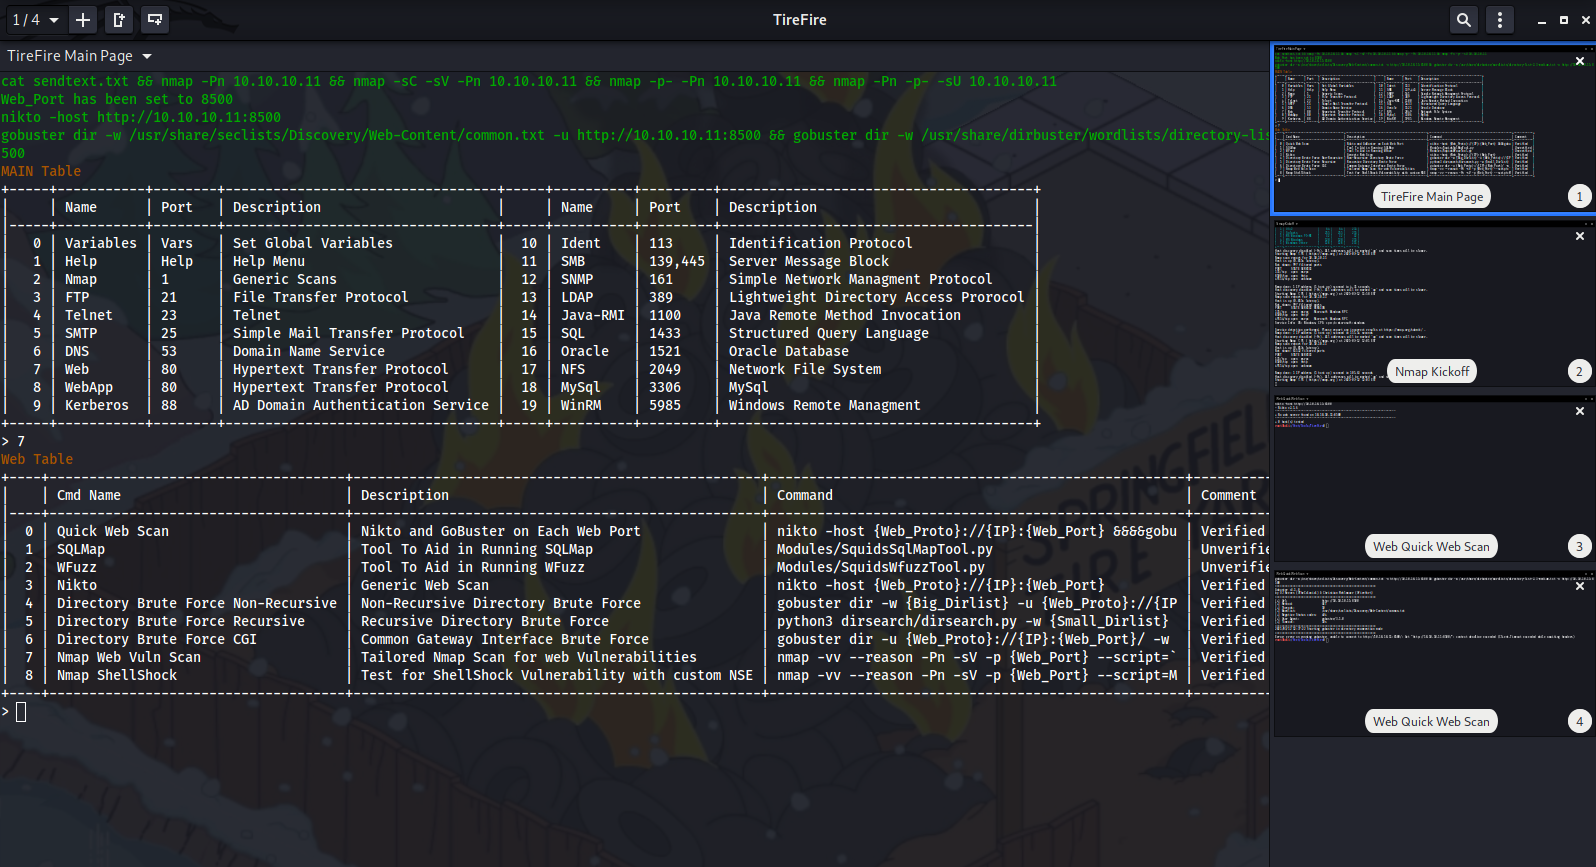 1 / 4
TireFire
TireFire Main Page
cat sendtext.txt && nmap -Pn 10.10.10.11 && nmap -sC -sV -Pn 10.10.10.11 && nmap -p- -Pn 10.10.10.11 && nmap -Pn -p- -sU 10.10.10.11
Web_Port has been set to 8500
nikto -host http://10.10.10.11:8500
gobuster dir -w /usr/share/seclists/Discovery/Web-Content/common.txt -u http://10.10.10.11:8500 && gobuster dir -w /usr/share/dirbuster/wordlists/directory-lis
500
MAIN Table
| | Name | Port | Description | | Name | Port | Description |
| 0 | Variables | Vars | Set Global Variables | 10 | Ident | 113 | Identification Protocol |
| 1 | Help | Help | Help Menu | 11 | SMB | 139,445 | Server Message Block |
| 2 | Nmap | 1 | Generic Scans | 12 | SNMP | 161 | Simple Network Managment Protocol |
| 3 | FTP | 21 | File Transfer Protocol | 13 | LDAP | 389 | Lightweight Directory Access Prorocol |
| 4 | Telnet | 23 | Telnet | 14 | Java-RMI | 1100 | Java Remote Method Invocation |
| 5 | SMTP | 25 | Simple Mail Transfer Protocol | 15 | SQL | 1433 | Structured Query Language |
| 6 | DNS | 53 | Domain Name Service | 16 | Oracle | 1521 | Oracle Database |
| 7 | Web | 80 | Hypertext Transfer Protocol | 17 | NFS | 2049 | Network File System |
| 8 | WebApp | 80 | Hypertext Transfer Protocol | 18 | MySql | 3306 | MySql |
| 9 | Kerberos | 88 | AD Domain Authentication Service | 19 | WinRM | 5985 | Windows Remote Managment |
> 7
Web Table
| | Cmd Name | Description | Command | Comment
| 0 | Quick Web Scan | Nikto and GoBuster on Each Web Port | nikto -host {Web_Proto}://{IP}:{Web_Port} &&&&gobu | Verified
| 1 | SQLMap | Tool To Aid in Running SQLMap | Modules/SquidsSqlMapTool.py | Unverifie
| 2 | WFuzz | Tool To Aid in Running WFuzz | Modules/SquidsWfuzzTool.py | Unverifie
| 3 | Nikto | Generic Web Scan | nikto -host {Web_Proto}://{IP}:{Web_Port} | Verified
| 4 | Directory Brute Force Non-Recursive | Non-Recursive Directory Brute Force | gobuster dir -w {Big_Dirlist} -u {Web_Proto}://{IP | Verified
| 5 | Directory Brute Force Recursive | Recursive Directory Brute Force | python3 dirsearch/dirsearch.py -w {Small_Dirlist} | Verified
| 6 | Directory Brute Force CGI | Common Gateway Interface Brute Force | gobuster dir -u {Web_Proto}://{IP}:{Web_Port}/ -w | Verified
| 7 | Nmap Web Vuln Scan | Tailored Nmap Scan for web Vulnerabilities | nmap -vv --reason -Pn -sV -p {Web_Port} --script=` | Verified
| 8 | Nmap ShellShock | Test for ShellShock Vulnerability with custom NSE | nmap -vv --reason -Pn -sV -p {Web_Port} --script=M | Verified
>
TireFire Main Page 1
Nmap Kickoff 2
Web Quick Web Scan 3
Web Quick Web Scan 4